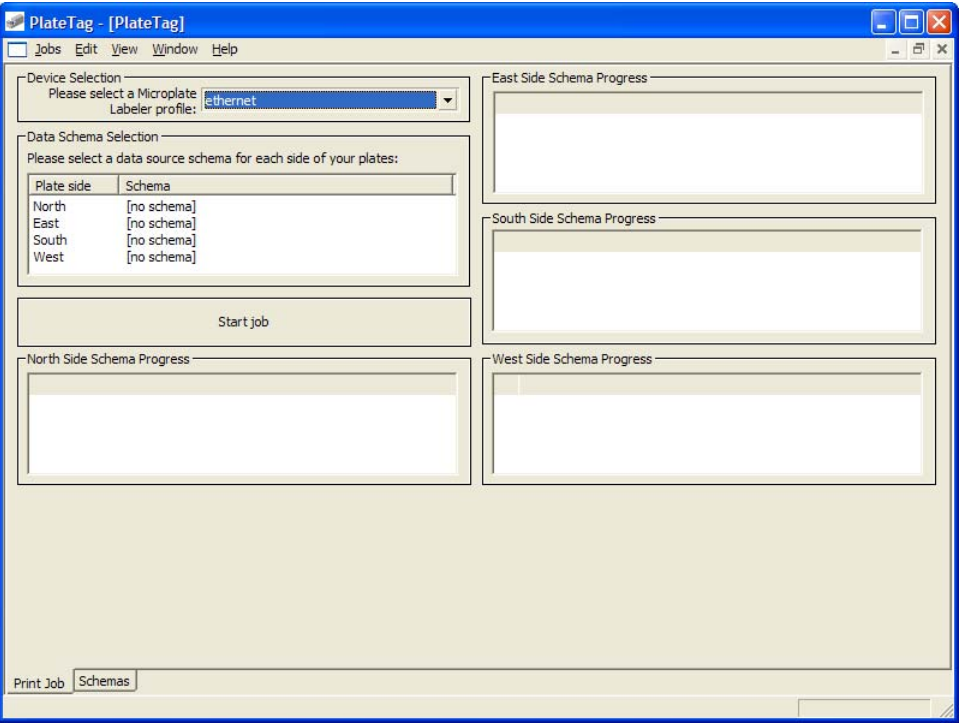 PlateTag - [PlateTag]
Jobs Edit View Window Help
Device Selection
Please select a Microplate
Labeler profile:
ethernet
Data Schema Selection
Please select a data source schema for each side of your plates:
Plate side Schema
North [no schema]
East [no schema]
South [no schema]
West [no schema]
Start job
North Side Schema Progress
East Side Schema Progress
South Side Schema Progress
West Side Schema Progress
Print Job Schemas